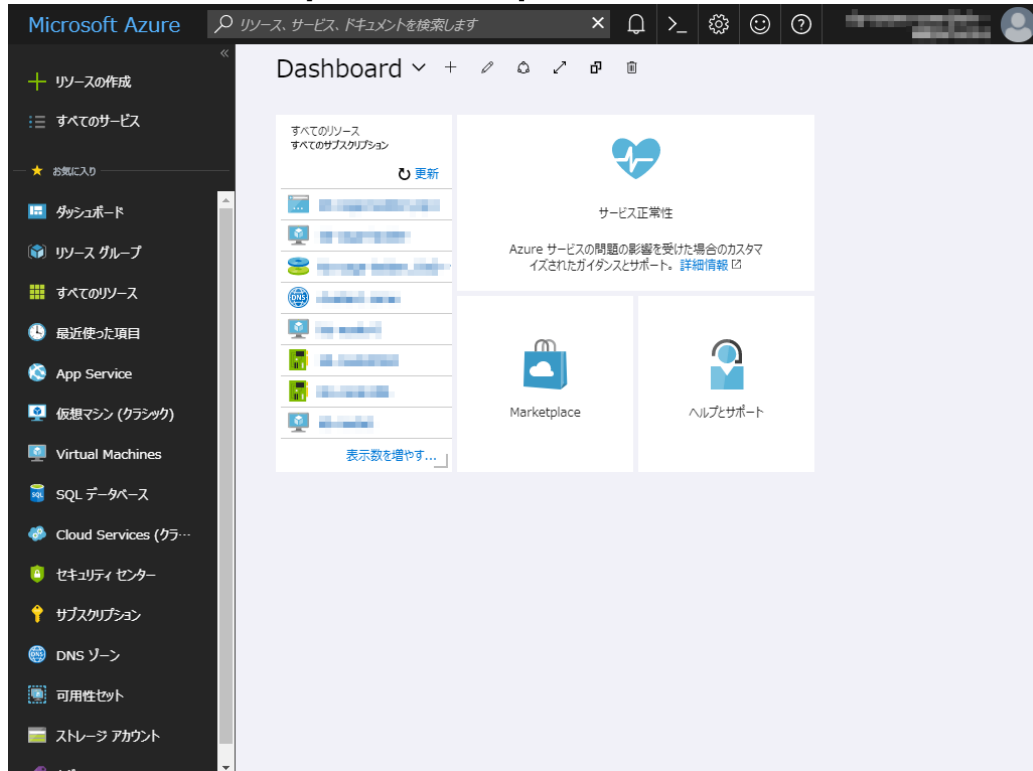 Microsoft Azure
リソース、サービス、ドキュメントを検索します
リソースの作成
すべてのサービス
お気に入り
ダッシュボード
リソース グループ
すべてのリソース
最近使った項目
App Service
仮想マシン (クラシック)
Virtual Machines
SQL データベース
Cloud Services (クラ…
セキュリティ センター
サブスクリプション
DNS ゾーン
可用性セット
ストレージ アカウント
Dashboard
すべてのリソース
すべてのサブスクリプション
更新
表示数を増やす...
サービス正常性
Azure サービスの問題の影響を受けた場合のカスタマ
イズされたガイダンスとサポート。詳細情報
Marketplace
ヘルプとサポート